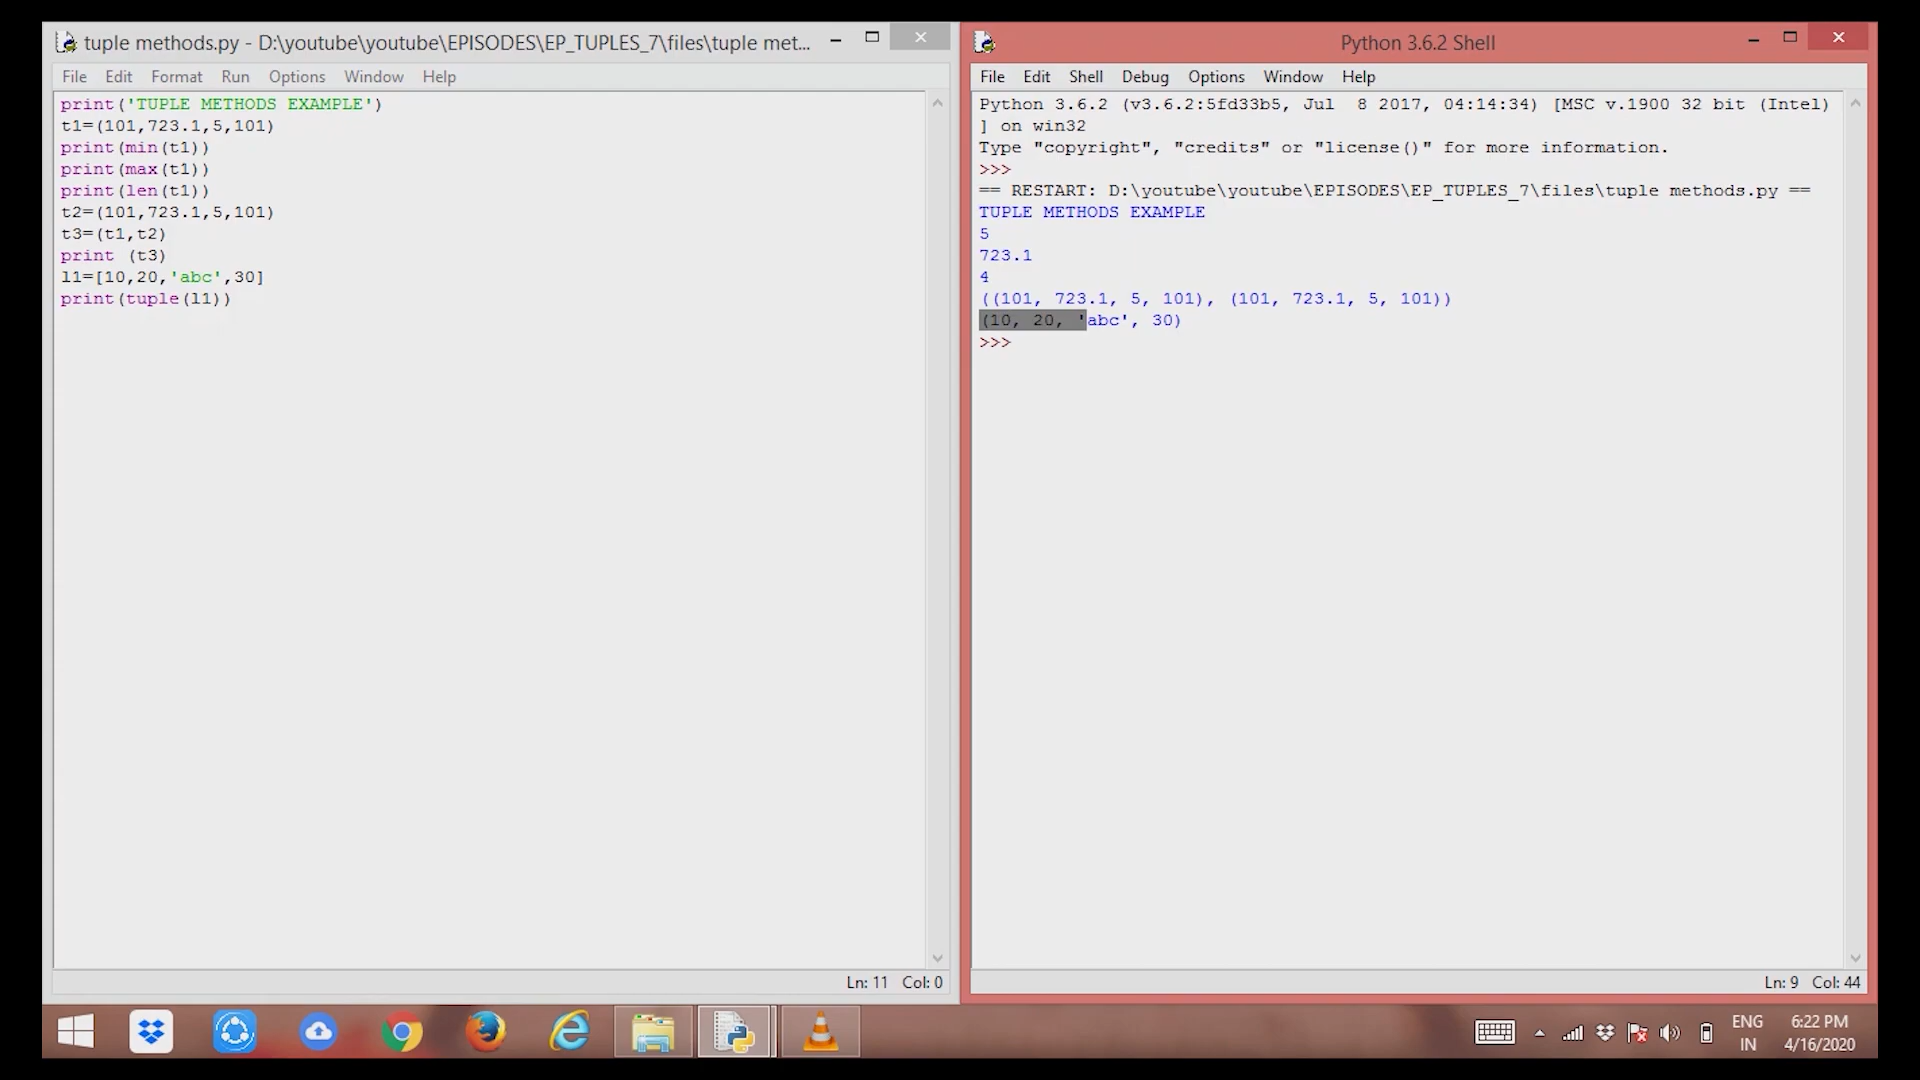 tuple methods.py - D:\youtube\youtube\EPISODES\EP_TUPLES_7\files\tuple met...
File Edit Format Run Options Window Help
print('TUPLE METHODS EXAMPLE')
t1=(101,723.1,5,101)
print(min(t1))
print(max(t1))
print(len(t1))
t2=(101,723.1,5,101)
t3=(t1,t2)
print (t3)
l1=[10,20,'abc',30]
print(tuple(l1))
Ln: 11 Col: 0
Python 3.6.2 Shell
File Edit Shell Debug Options Window Help
Python 3.6.2 (v3.6.2:5fd33b5, Jul  8 2017, 04:14:34) [MSC v.1900 32 bit (Intel)
] on win32
Type "copyright", "credits" or "license()" for more information.
>>>
== RESTART: D:\youtube\youtube\EPISODES\EP_TUPLES_7\files\tuple methods.py ==
TUPLE METHODS EXAMPLE
5
723.1
4
((101, 723.1, 5, 101), (101, 723.1, 5, 101))
(10, 20, 'abc', 30)
>>>
Ln: 9 Col: 44
ENG
IN
6:22 PM
4/16/2020